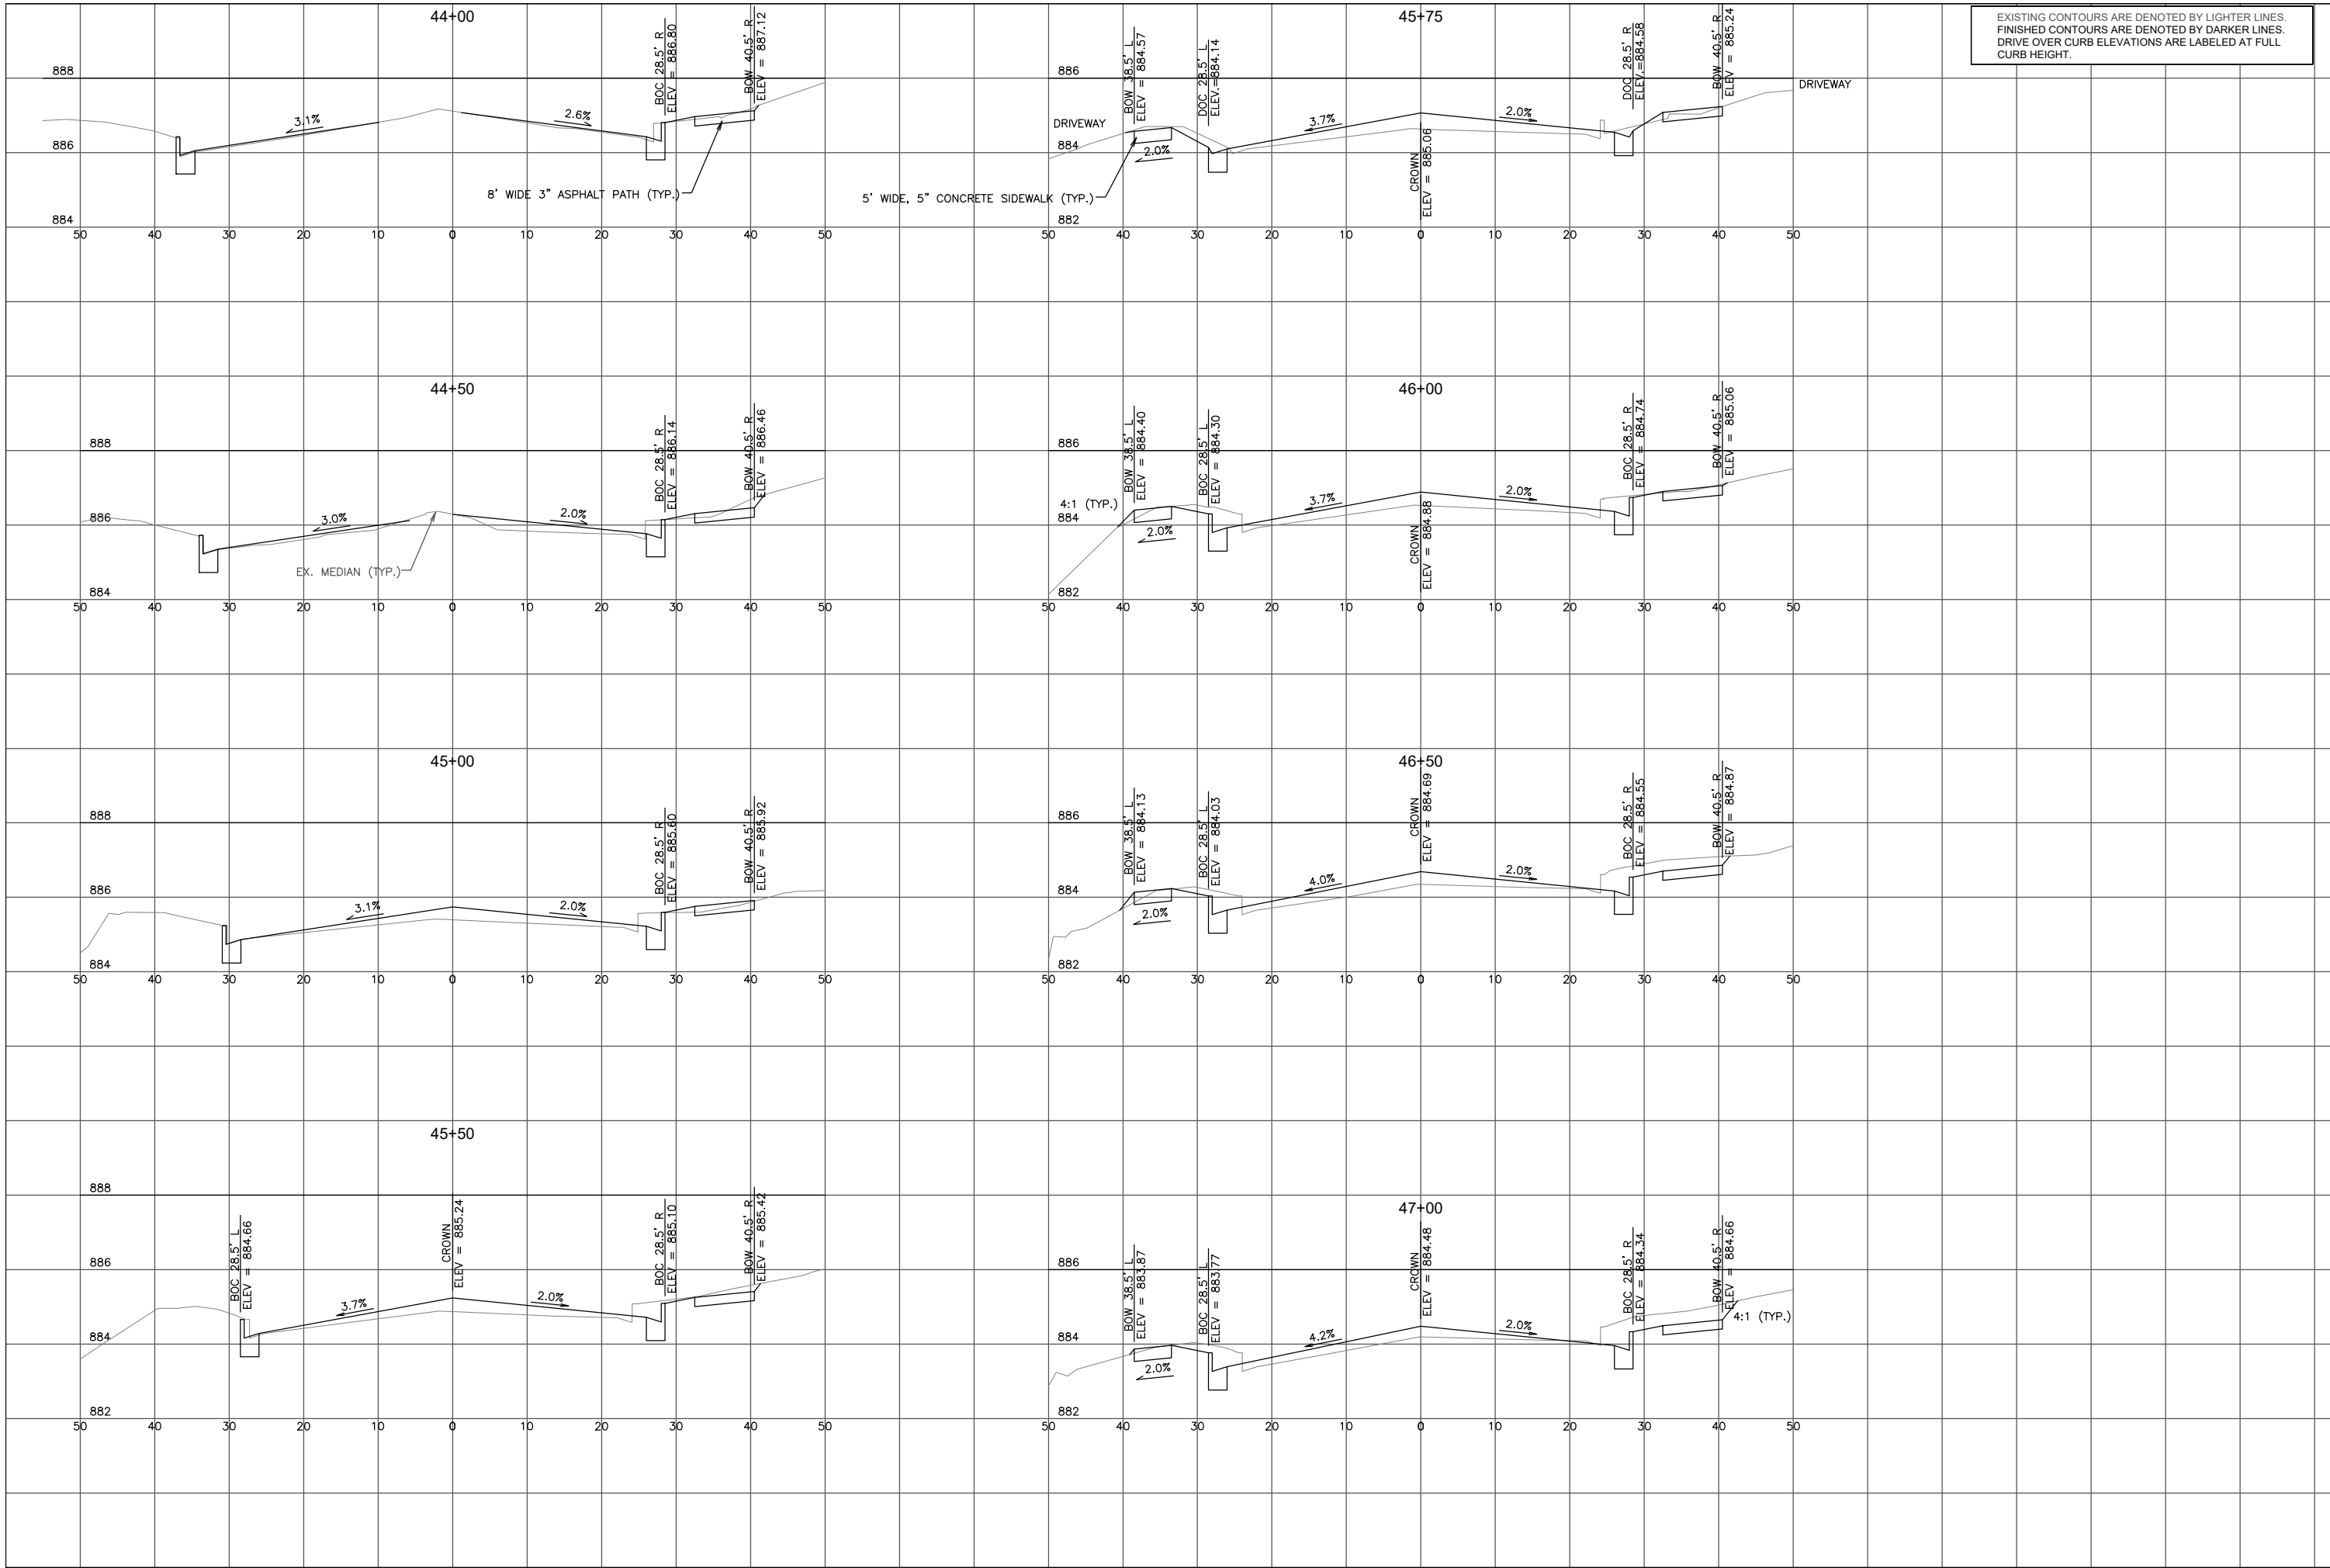 EXISTING CONTOURS ARE DENOTED BY LIGHTER LINES.
FINISHED CONTOURS ARE DENOTED BY DARKER LINES.
DRIVE OVER CURB ELEVATIONS ARE LABELED AT FULL
CURB HEIGHT.
44+00
BOC 28.5' R
ELEV = 886.80
BOW 40.5' R
ELEV = 887.12
888
886
884
3.1%
2.6%
8' WIDE 3" ASPHALT PATH (TYP.)
50 40 30 20 10 0 10 20 30 40 50
44+50
BOC 28.5' R
ELEV = 886.14
BOW 40.5' R
ELEV = 886.46
888
886
884
3.0%
2.0%
EX. MEDIAN (TYP.)
50 40 30 20 10 0 10 20 30 40 50
45+00
BOC 28.5' R
ELEV = 885.60
BOW 40.5' R
ELEV = 885.92
888
886
884
3.1%
2.0%
50 40 30 20 10 0 10 20 30 40 50
45+50
BOC 28.5' L
ELEV = 884.66
CROWN
ELEV = 885.24
BOC 28.5' R
ELEV = 885.10
BOW 40.5' R
ELEV = 885.42
888
886
884
882
3.7%
2.0%
50 40 30 20 10 0 10 20 30 40 50
45+75
BOW 38.5' L
ELEV = 884.57
DOC 28.5' L
ELEV.=884.14
CROWN
ELEV = 885.06
DOC 28.5' R
ELEV.=884.58
BOW 40.5' R
ELEV = 885.24
886
884
882
DRIVEWAY
DRIVEWAY
2.0%
3.7%
2.0%
5' WIDE, 5" CONCRETE SIDEWALK (TYP.)
50 40 30 20 10 0 10 20 30 40 50
46+00
BOW 38.5' L
ELEV = 884.40
BOC 28.5' L
ELEV = 884.30
CROWN
ELEV = 884.88
BOC 28.5' R
ELEV = 884.74
BOW 40.5' R
ELEV = 885.06
886
884
882
4:1 (TYP.)
2.0%
3.7%
2.0%
50 40 30 20 10 0 10 20 30 40 50
46+50
BOW 38.5' L
ELEV = 884.13
BOC 28.5' L
ELEV = 884.03
CROWN
ELEV = 884.69
BOC 28.5' R
ELEV = 884.55
BOW 40.5' R
ELEV = 884.87
886
884
882
2.0%
4.0%
2.0%
50 40 30 20 10 0 10 20 30 40 50
47+00
BOW 38.5' L
ELEV = 883.87
BOC 28.5' L
ELEV = 883.77
CROWN
ELEV = 884.48
BOC 28.5' R
ELEV = 884.34
BOW 40.5' R
ELEV = 884.66
886
884
882
2.0%
4.2%
2.0%
4:1 (TYP.)
50 40 30 20 10 0 10 20 30 40 50